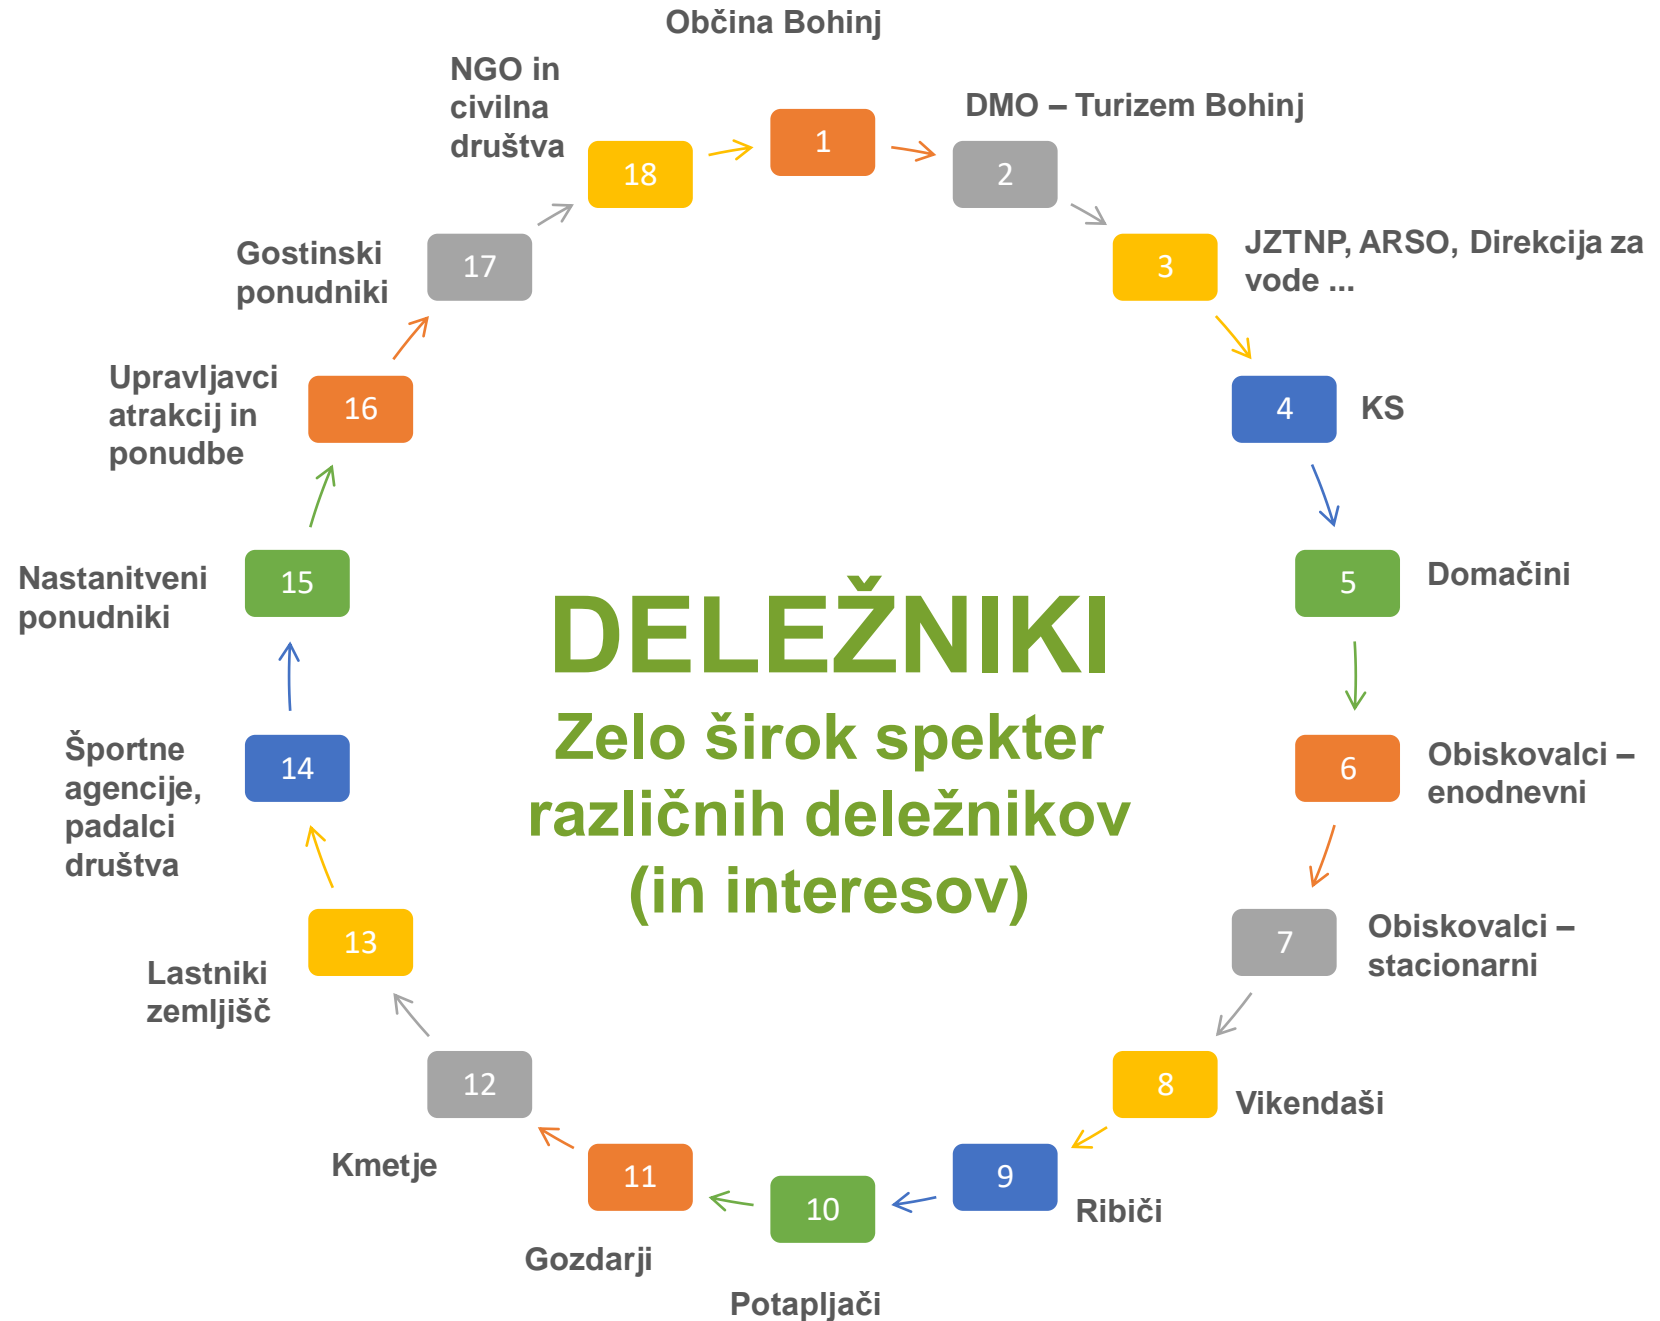 Občina Bohinj
1
DMO – Turizem Bohinj
2
JZTNP, ARSO, Direkcija za
vode ...
3
KS
4
Domačini
5
Obiskovalci –
enodnevni
6
Obiskovalci –
stacionarni
7
Vikendaši
8
Ribiči
9
Potapljači
10
Gozdarji
11
Kmetje
12
Lastniki
zemljišč
13
Športne
agencije,
padalci
društva
14
Nastanitveni
ponudniki
15
Upravljavci
atrakcij in
ponudbe
16
Gostinski
ponudniki
17
NGO in
civilna
društva
18
DELEŽNIKI
Zelo širok spekter
različnih deležnikov
(in interesov)